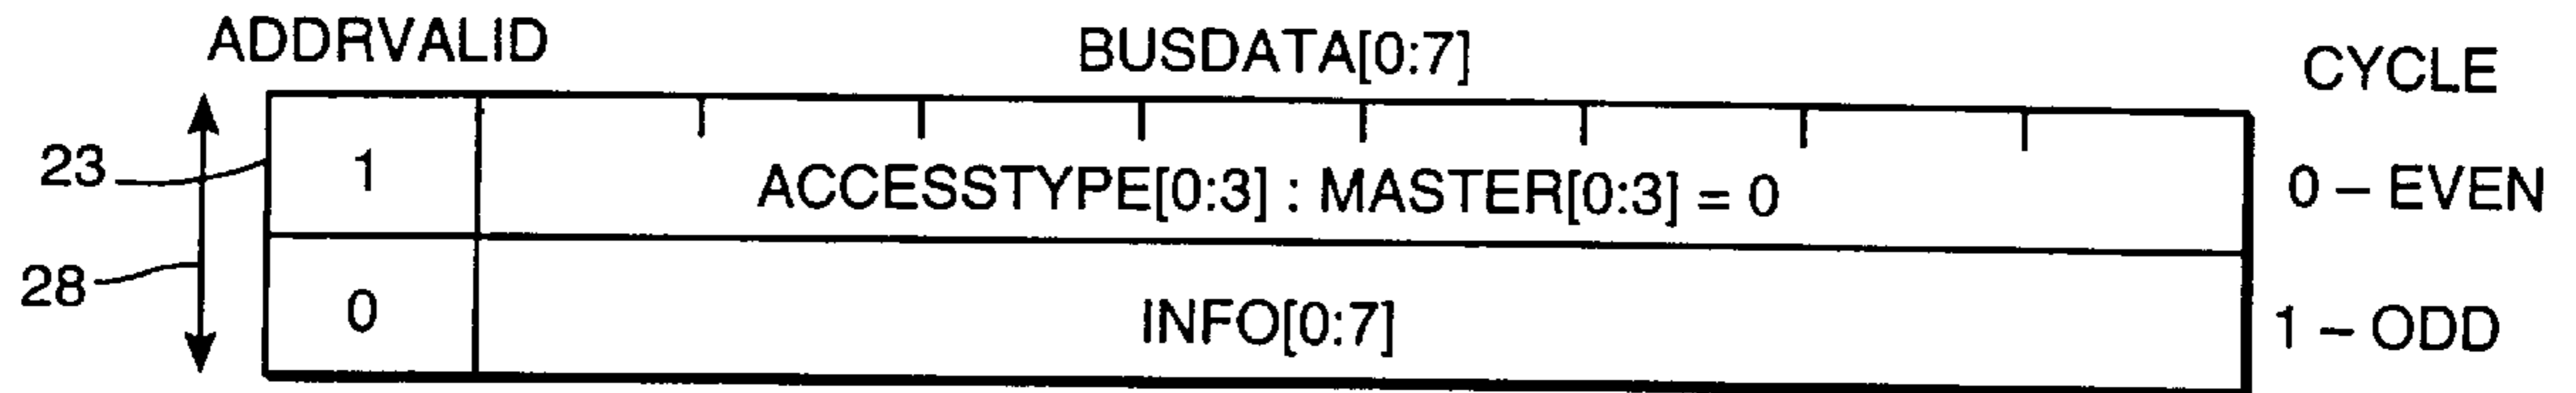 ADDRVALID BUSDATA[0:7] CYCLE
23 1 ACCESSTYPE[0:3] : MASTER[0:3] = 0 0 – EVEN
28 0 INFO[0:7] 1 – ODD